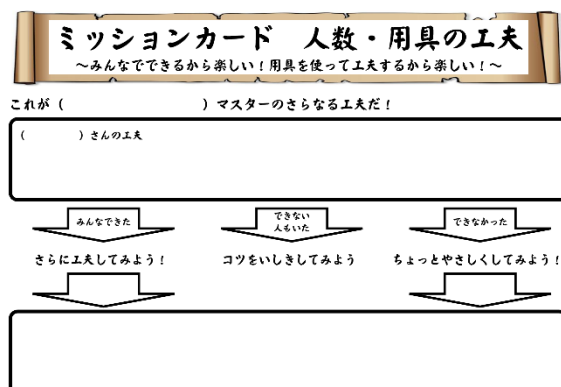 ミッションカード　人数・用具の工夫
～みんなでできるから楽しい！用具を使って工夫するから楽しい！～
これが（　　　　　　　　）マスターのさらなる工夫だ！
（　　　　）さんの工夫
みんなできた
できない
人もいた
できなかった
さらに工夫してみよう！
コツをいしきしてみよう
ちょっとやさしくしてみよう！